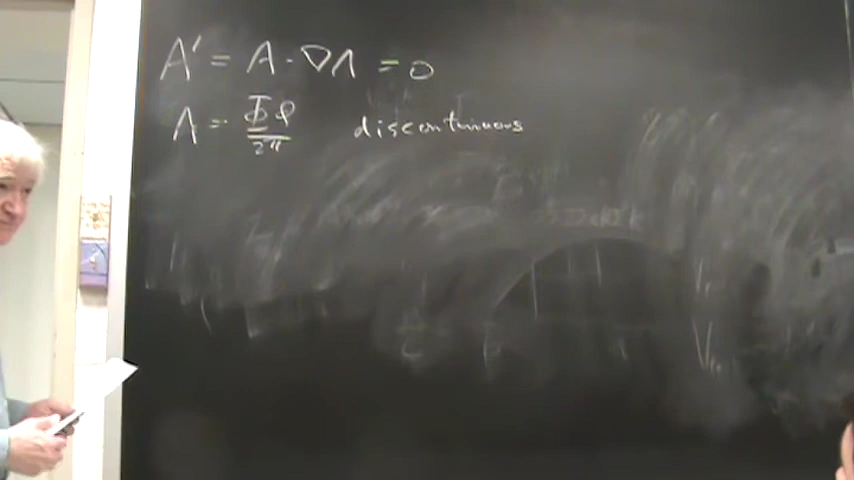 A' = A - ∇Λ = 0
Λ = Φφ/2π discontinuous